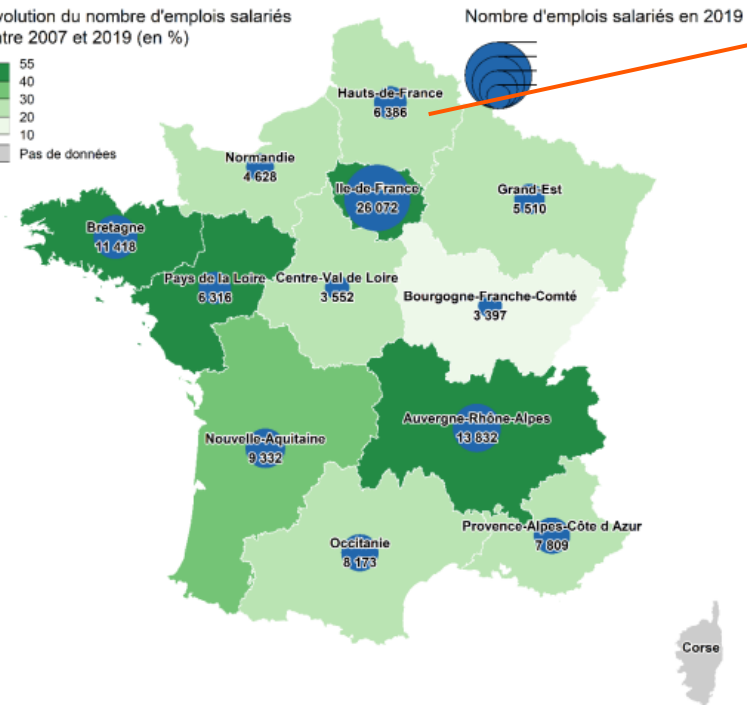 volution du nombre d'emplois salariés
ntre 2007 et 2019 (en %)
55
40
30
20
10
Pas de données
Nombre d'emplois salariés en 2019
Hauts-de-France
6 386
Normandie
4 628
Ile-de-France
26 072
Grand Est
5 510
Bretagne
11 418
Pays de la Loire
6 316
Centre-Val de Loire
3 552
Bourgogne-Franche-Comté
3 397
Auvergne-Rhône-Alpes
13 832
Nouvelle-Aquitaine
9 332
Provence-Alpes-Côte d Azur
7 809
Occitanie
8 173
Corse